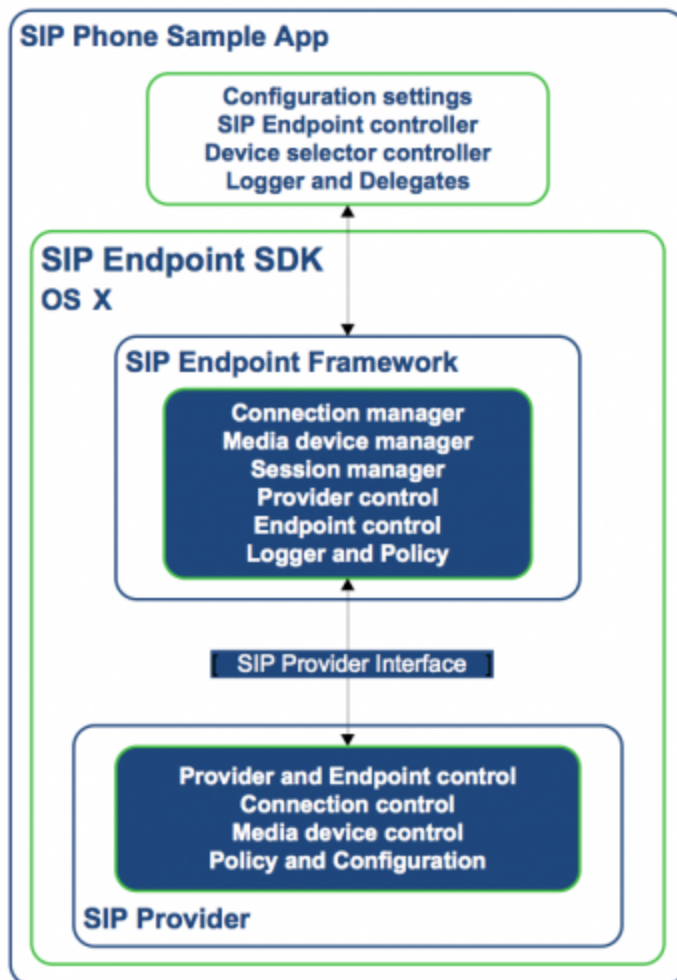 SIP Phone Sample App
Configuration settings
SIP Endpoint controller
Device selector controller
Logger and Delegates
SIP Endpoint SDK
OS X
SIP Endpoint Framework
Connection manager
Media device manager
Session manager
Provider control
Endpoint control
Logger and Policy
[ SIP Provider Interface ]
Provider and Endpoint control
Connection control
Media device control
Policy and Configuration
SIP Provider